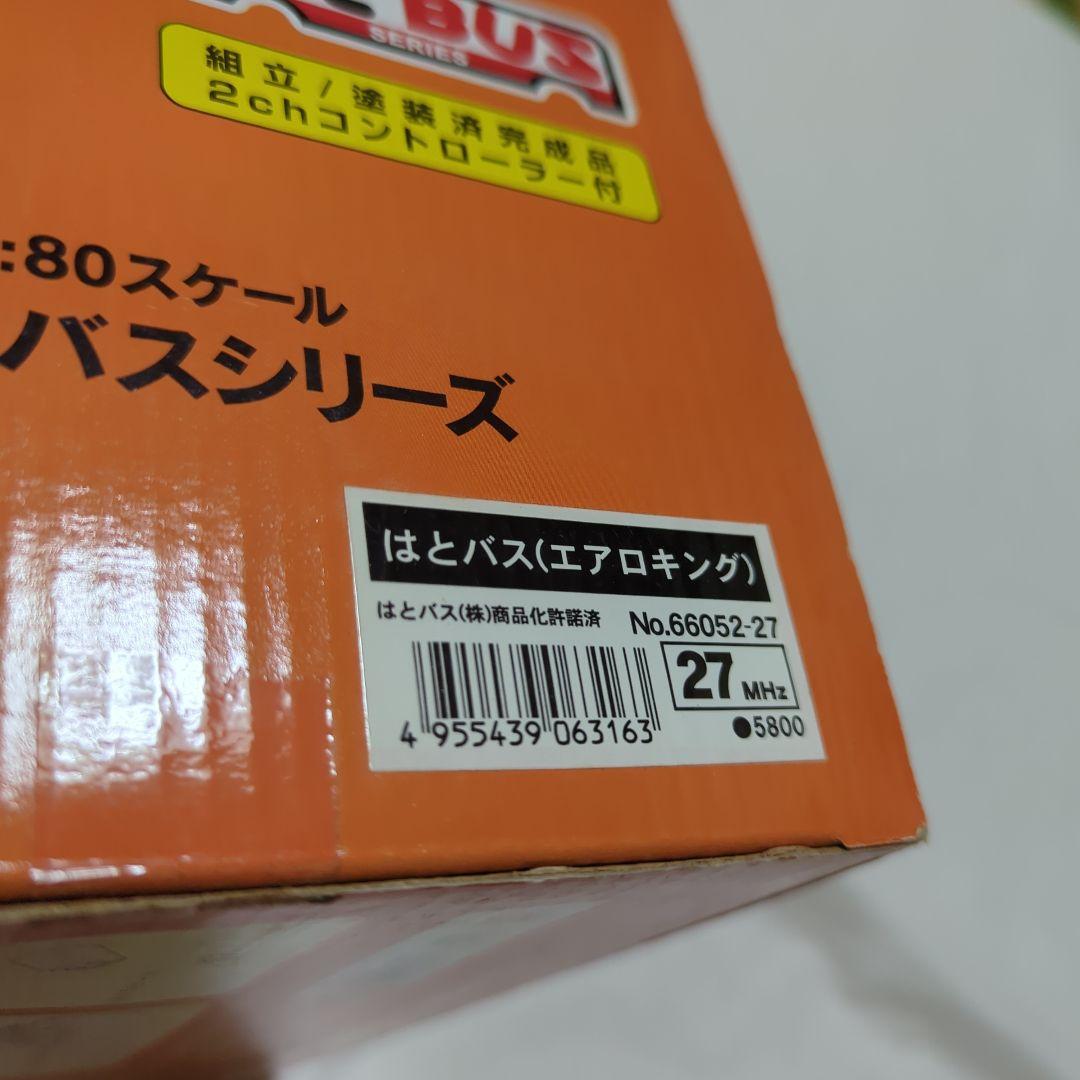 BUS
SERIES
組立/塗装済完成品
2chコントローラー付
:80スケール
バスシリーズ
はとバス(エアロキング)
はとバス(株)商品化許諾済 No.66052-27
27 MHz
4 955439 063163
●5800